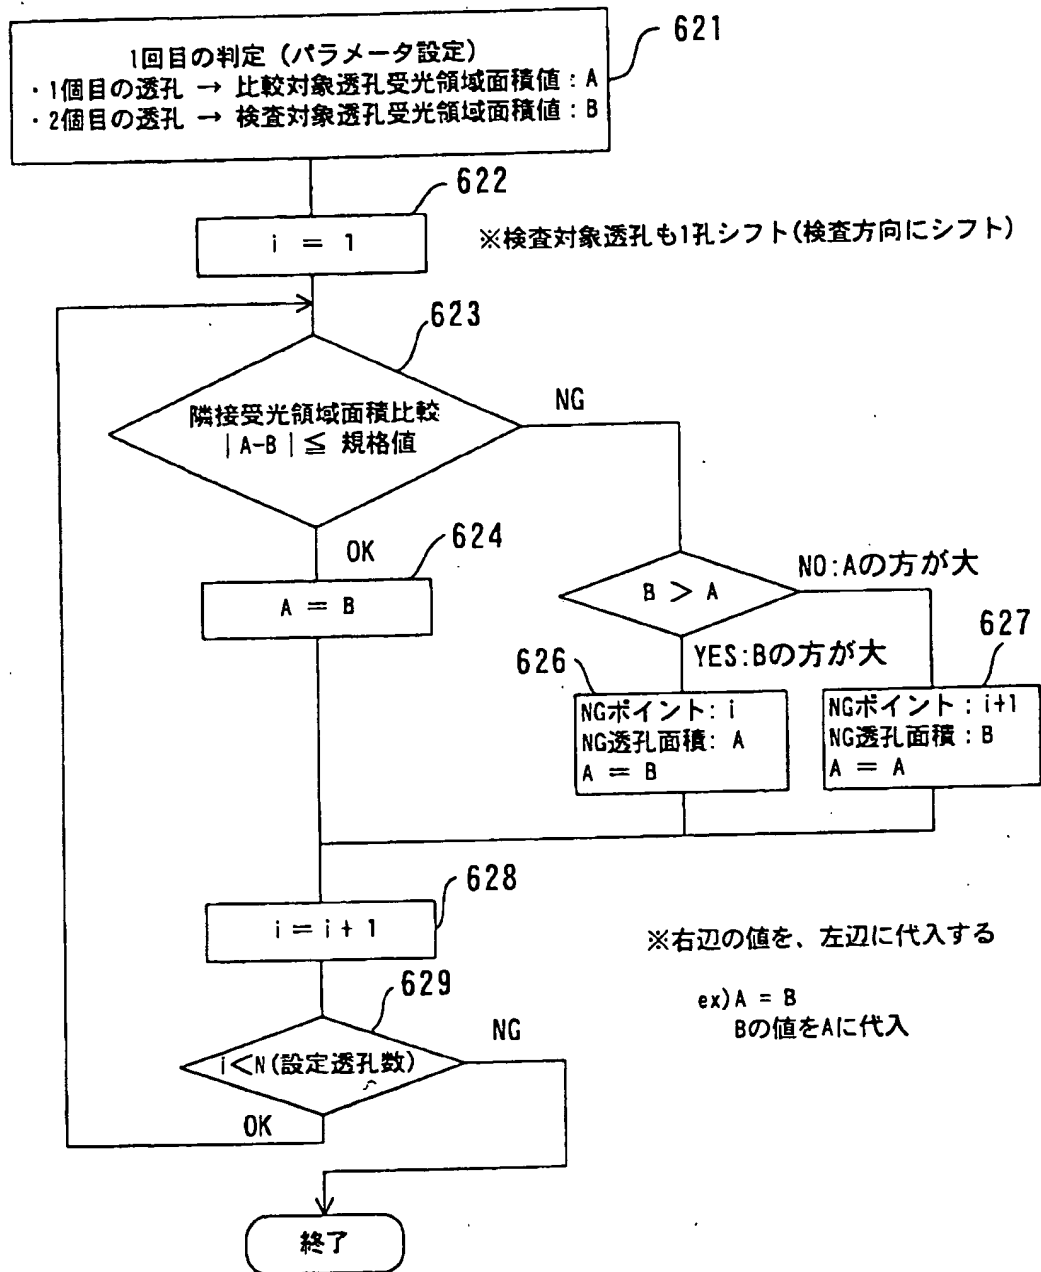 621
1回目の判定（パラメータ設定）
・1個目の透孔 → 比較対象透孔受光領域面積値：A
・2個目の透孔 → 検査対象透孔受光領域面積値：B
622
i = 1
※検査対象透孔も1孔シフト(検査方向にシフト)
623
隣接受光領域面積比較
|A-B|≦ 規格値
NG
OK
624
A = B
B > A
NO:Aの方が大
YES:Bの方が大
626
NGポイント: i
NG透孔面積: A
A = B
627
NGポイント: i+1
NG透孔面積:B
A = A
628
i = i + 1
※右辺の値を、左辺に代入する
ex)A = B
Bの値をAに代入
629
i<N(設定透孔数)
NG
OK
終了